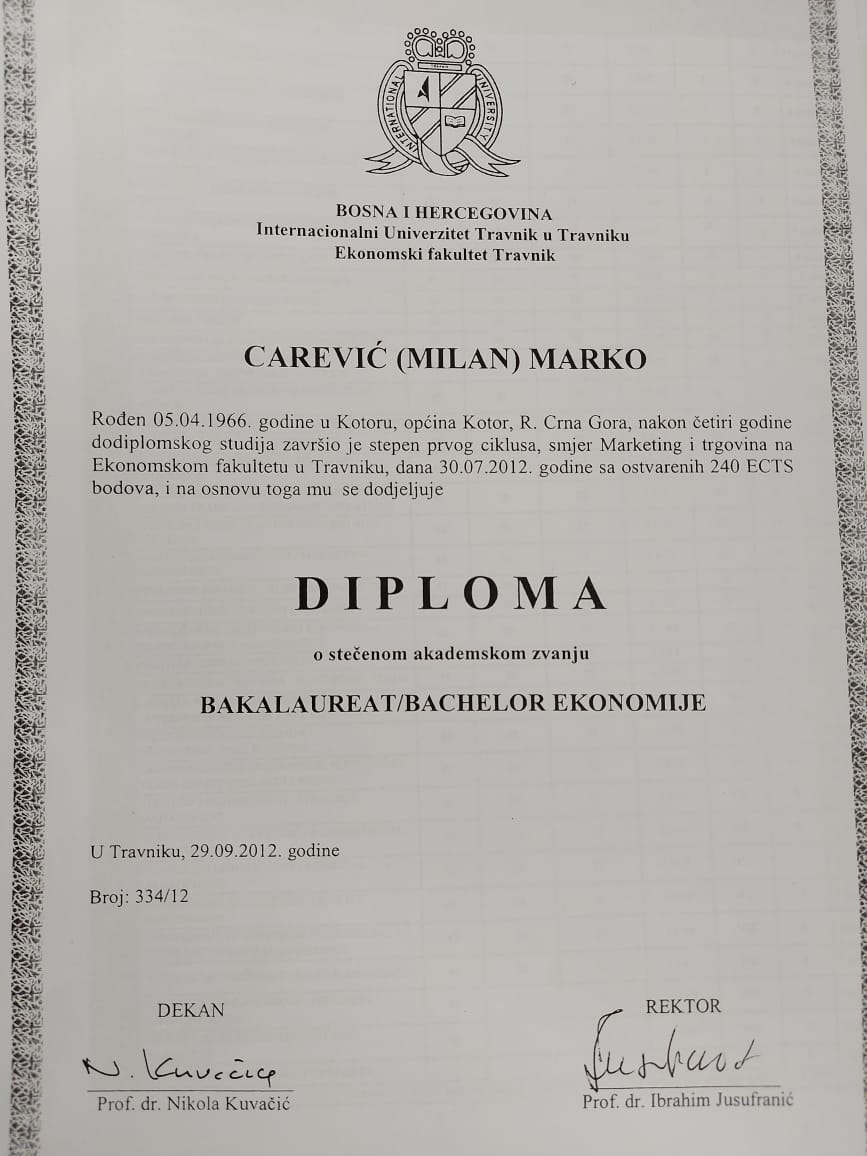 TRAVNIK
INTERNATIONAL UNIVERSITY
BOSNA I HERCEGOVINA
Internacionalni Univerzitet Travnik u Travniku
Ekonomski fakultet Travnik
CAREVIĆ (MILAN) MARKO
Rođen 05.04.1966. godine u Kotoru, općina Kotor, R. Crna Gora, nakon četiri godine
dodiplomskog studija završio je stepen prvog ciklusa, smjer Marketing i trgovina na
Ekonomskom fakultetu u Travniku, dana 30.07.2012. godine sa ostvarenih 240 ECTS
bodova, i na osnovu toga mu se dodjeljuje
DIPLOMA
o stečenom akademskom zvanju
BAKALAUREAT/BACHELOR EKONOMIJE
U Travniku, 29.09.2012. godine
Broj: 334/12
DEKAN
REKTOR
N. Kuvačić
Prof. dr. Nikola Kuvačić
Prof. dr. Ibrahim Jusufranić